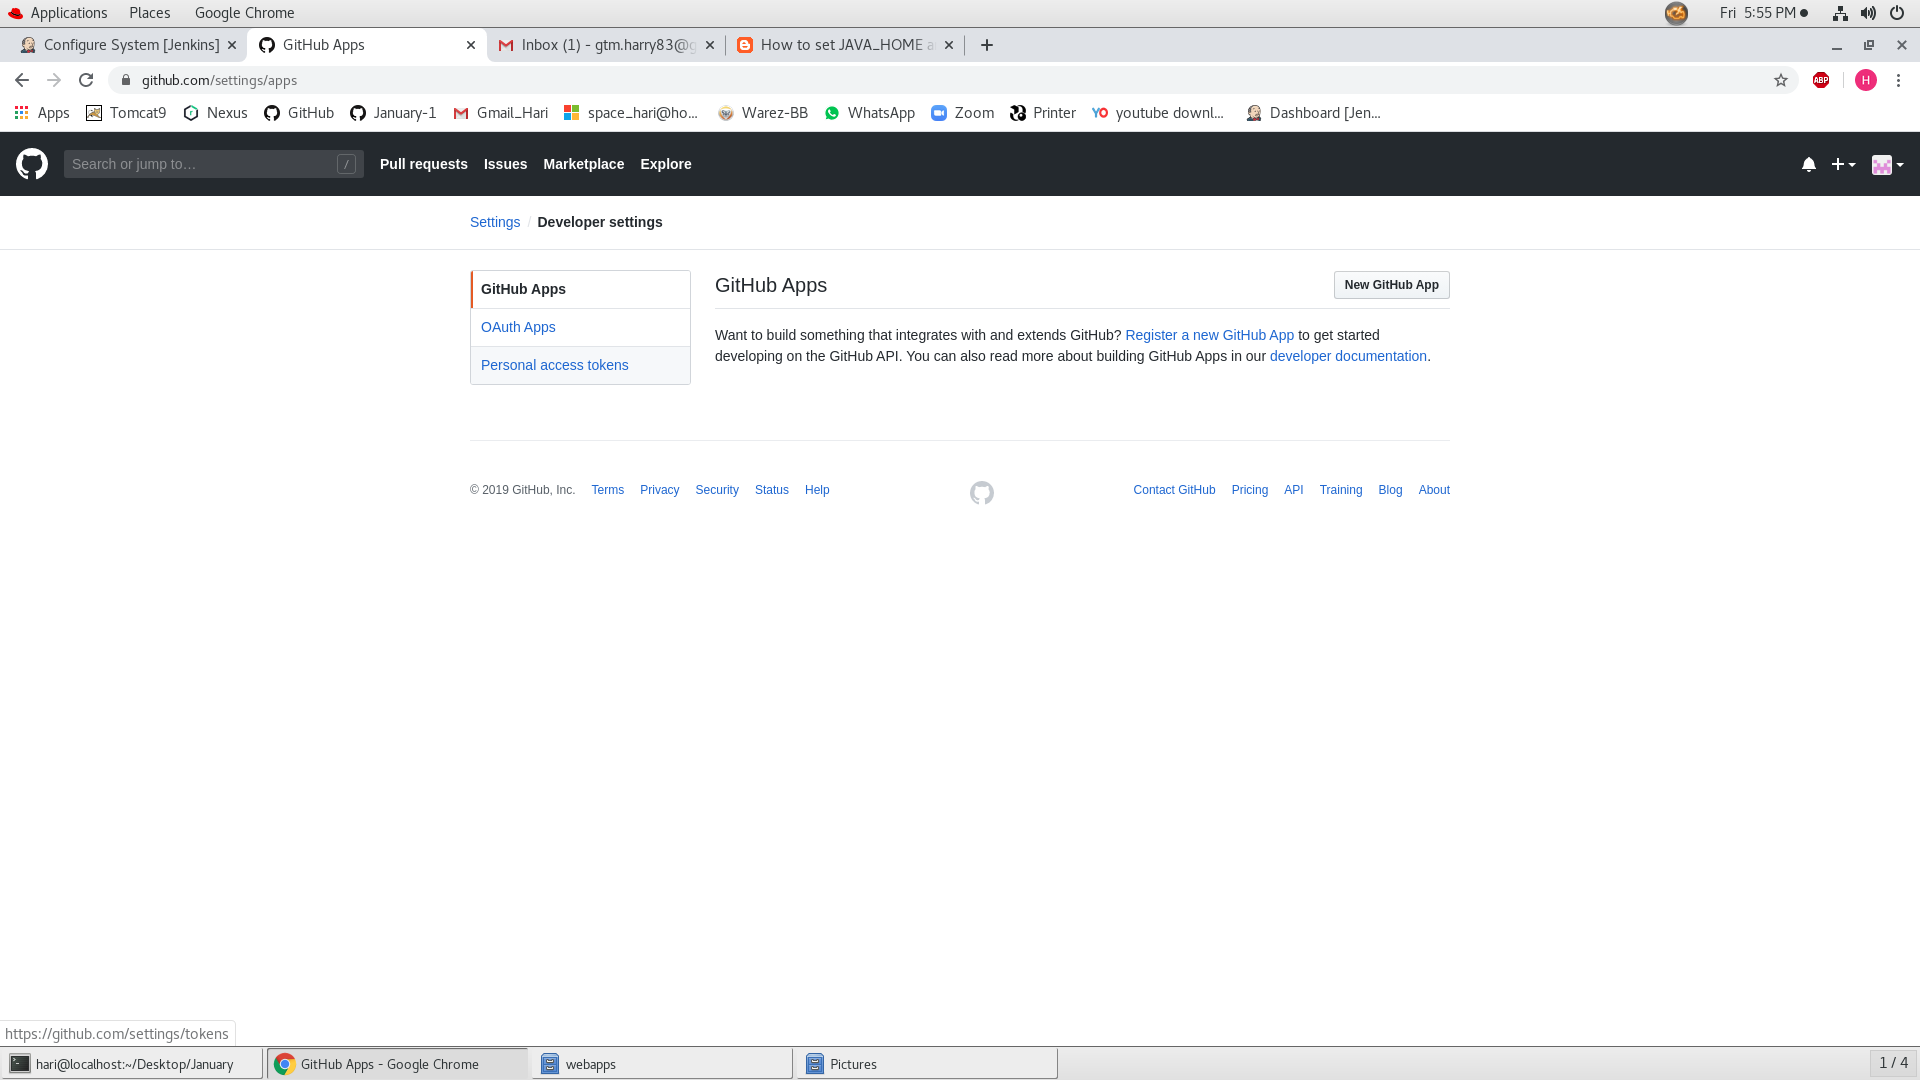 Applications Places Google Chrome Fri 5:55 PM
Configure System [Jenkins] GitHub Apps Inbox (1) - gtm.harry83@g How to set JAVA_HOME a
github.com/settings/apps ABP H
Apps Tomcat9 Nexus GitHub January-1 Gmail_Hari space_hari@ho... Warez-BB WhatsApp Zoom Printer YO youtube downl... Dashboard [Jen...
Search or jump to... / Pull requests Issues Marketplace Explore
Settings / Developer settings
GitHub Apps
OAuth Apps
Personal access tokens
GitHub Apps New GitHub App
Want to build something that integrates with and extends GitHub? Register a new GitHub App to get started
developing on the GitHub API. You can also read more about building GitHub Apps in our developer documentation.
© 2019 GitHub, Inc. Terms Privacy Security Status Help Contact GitHub Pricing API Training Blog About
https://github.com/settings/tokens
hari@localhost:~/Desktop/January GitHub Apps - Google Chrome webapps Pictures 1 / 4